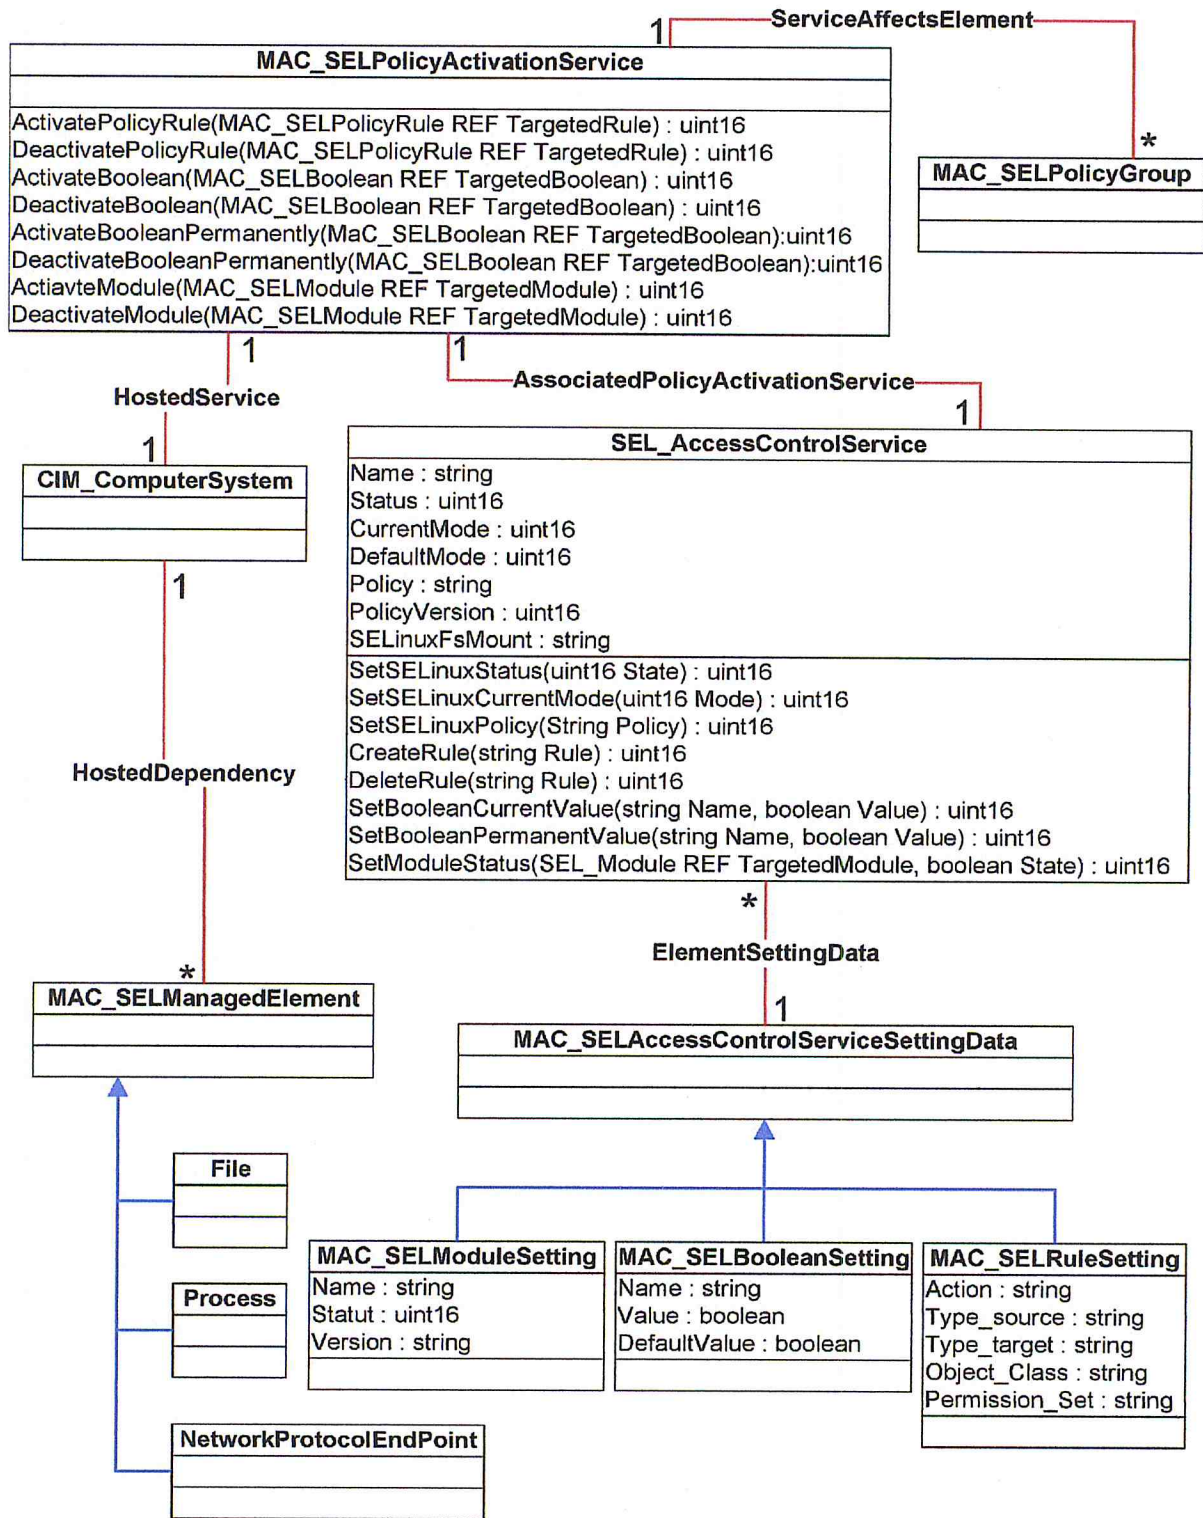 ServiceAffectsElement
1
MAC_SELPolicyActivationService
ActivatePolicyRule(MAC_SELPolicyRule REF TargetedRule) : uint16
DeactivatePolicyRule(MAC_SELPolicyRule REF TargetedRule) : uint16
ActivateBoolean(MAC_SELBoolean REF TargetedBoolean) : uint16
DeactivateBoolean(MAC_SELBoolean REF TargetedBoolean) : uint16
ActivateBooleanPermanently(MaC_SELBoolean REF TargetedBoolean):uint16
DeactivateBooleanPermanently(MAC_SELBoolean REF TargetedBoolean):uint16
ActiavteModule(MAC_SELModule REF TargetedModule) : uint16
DeactivateModule(MAC_SELModule REF TargetedModule) : uint16
*
MAC_SELPolicyGroup
1
1
HostedService
AssociatedPolicyActivationService
1
1
CIM_ComputerSystem
SEL_AccessControlService
Name : string
Status : uint16
CurrentMode : uint16
DefaultMode : uint16
Policy : string
PolicyVersion : uint16
SELinuxFsMount : string
SetSELinuxStatus(uint16 State) : uint16
SetSELinuxCurrentMode(uint16 Mode) : uint16
SetSELinuxPolicy(String Policy) : uint16
CreateRule(string Rule) : uint16
DeleteRule(string Rule) : uint16
SetBooleanCurrentValue(string Name, boolean Value) : uint16
SetBooleanPermanentValue(string Name, boolean Value) : uint16
SetModuleStatus(SEL_Module REF TargetedModule, boolean State) : uint16
1
HostedDependency
*
MAC_SELManagedElement
*
ElementSettingData
1
MAC_SELAccessControlServiceSettingData
File
Process
NetworkProtocolEndPoint
MAC_SELModuleSetting
Name : string
Statut : uint16
Version : string
MAC_SELBooleanSetting
Name : string
Value : boolean
DefaultValue : boolean
MAC_SELRuleSetting
Action : string
Type_source : string
Type_target : string
Object_Class : string
Permission_Set : string